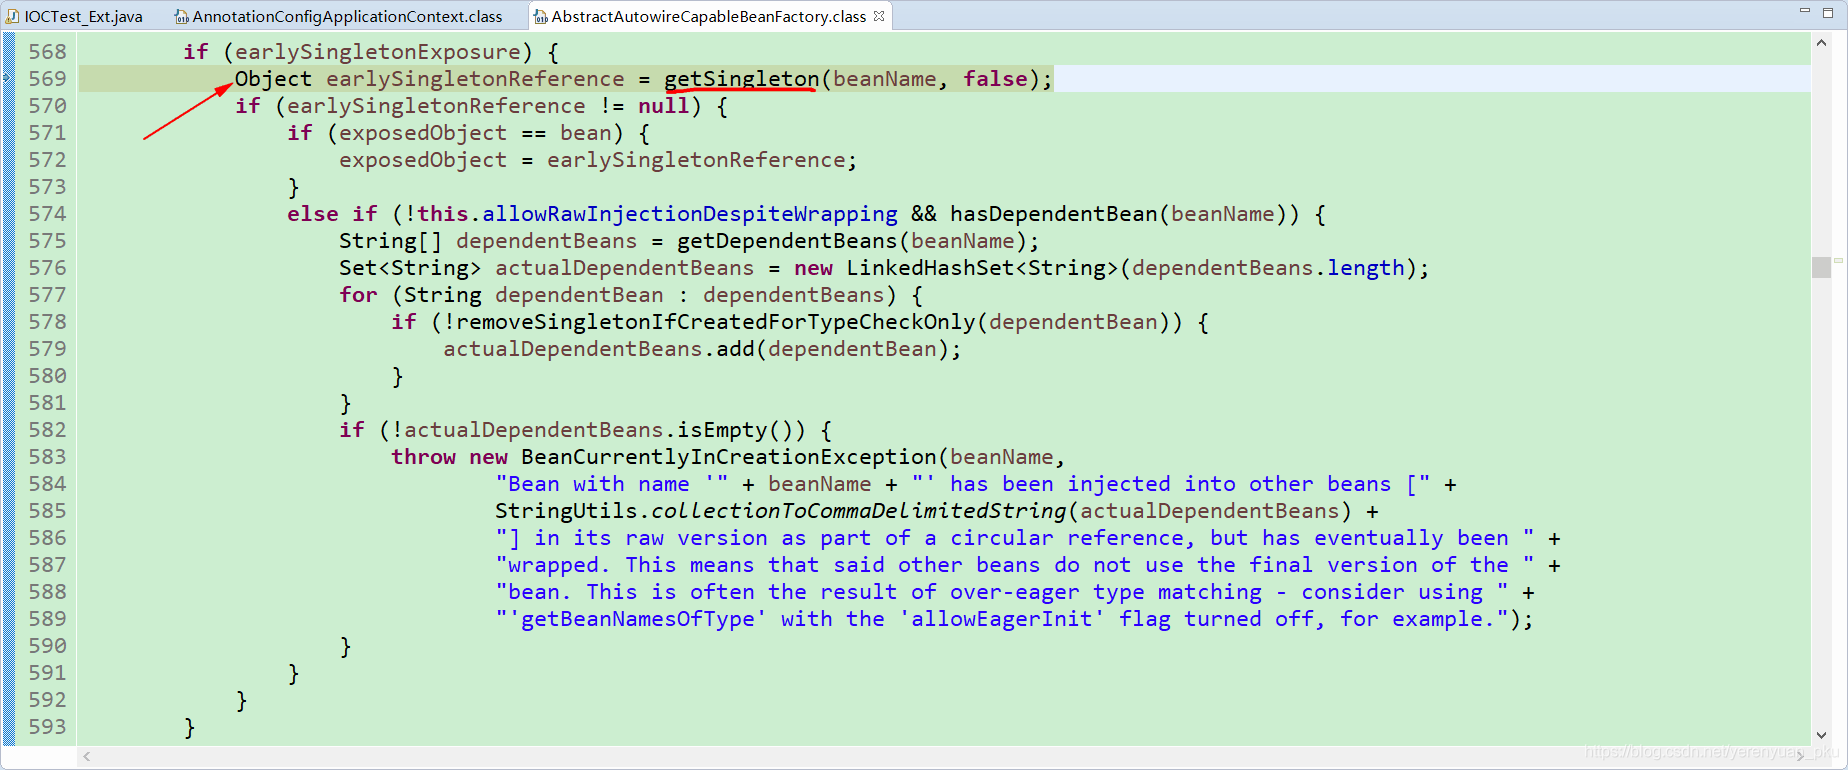 IOCTest_Ext.java AnnotationConfigApplicationContext.class AbstractAutowireCapableBeanFactory.class
568 if (earlySingletonExposure) {
569 Object earlySingletonReference = getSingleton(beanName, false);
570 if (earlySingletonReference != null) {
571 if (exposedObject == bean) {
572 exposedObject = earlySingletonReference;
573 }
574 else if (!this.allowRawInjectionDespiteWrapping && hasDependentBean(beanName)) {
575 String[] dependentBeans = getDependentBeans(beanName);
576 Set<String> actualDependentBeans = new LinkedHashSet<String>(dependentBeans.length);
577 for (String dependentBean : dependentBeans) {
578 if (!removeSingletonIfCreatedForTypeCheckOnly(dependentBean)) {
579 actualDependentBeans.add(dependentBean);
580 }
581 }
582 if (!actualDependentBeans.isEmpty()) {
583 throw new BeanCurrentlyInCreationException(beanName,
584 "Bean with name '" + beanName + "' has been injected into other beans [" +
585 StringUtils.collectionToCommaDelimitedString(actualDependentBeans) +
586 "] in its raw version as part of a circular reference, but has eventually been " +
587 "wrapped. This means that said other beans do not use the final version of the " +
588 "bean. This is often the result of over-eager type matching - consider using " +
589 "'getBeanNamesOfType' with the 'allowEagerInit' flag turned off, for example.");
590 }
591 }
592 }
593 }
https://blog.csdn.net/yerenyuan_pku